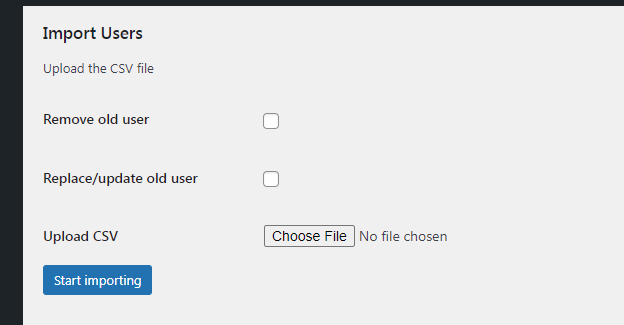 Import Users
Upload the CSV file
Remove old user
Replace/update old user
Upload CSV Choose File No file chosen
Start importing